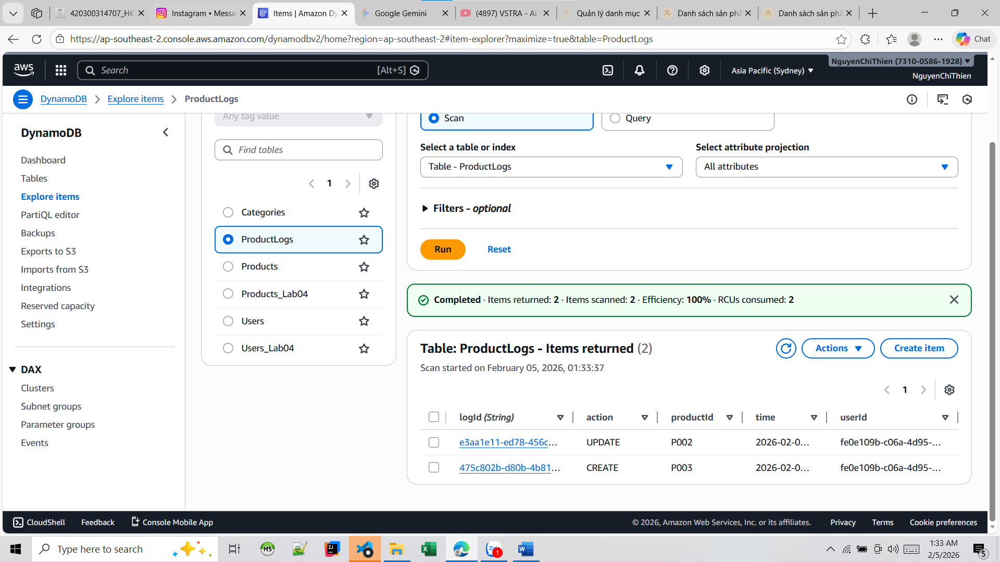 420300314707_HK
Instagram • Messa
Items | Amazon Dy
Google Gemini
(4897) VSTRA - Ai
Quản lý danh mục
Danh sách sản ph
Danh sách sản ph
https://ap-southeast-2.console.aws.amazon.com/dynamodbv2/home?region=ap-southeast-2#item-explorer?maximize=true&table=ProductLogs
Chat
aws
Search
[Alt+S]
Asia Pacific (Sydney)
NguyenChiThien (7310-0586-1928)
NguyenChiThien
DynamoDB
Explore items
ProductLogs
DynamoDB
Dashboard
Tables
Explore items
PartiQL editor
Backups
Exports to S3
Imports from S3
Integrations
Reserved capacity
Settings
DAX
Clusters
Subnet groups
Parameter groups
Events
Any tag value
Find tables
1
Categories
ProductLogs
Products
Products_Lab04
Users
Users_Lab04
Scan
Query
Select a table or index
Select attribute projection
Table - ProductLogs
All attributes
Filters - optional
Run
Reset
Completed · Items returned: 2 · Items scanned: 2 · Efficiency: 100% · RCUs consumed: 2
Table: ProductLogs - Items returned (2)
Actions
Create item
Scan started on February 05, 2026, 01:33:37
1
logId (String) action productId time userId
e3aa1e11-ed78-456c... UPDATE P002 2026-02-0... fe0e109b-c06a-4d95-...
475c802b-d80b-4b81... CREATE P003 2026-02-0... fe0e109b-c06a-4d95-...
CloudShell
Feedback
Console Mobile App
© 2026, Amazon Web Services, Inc. or its affiliates.
Privacy
Terms
Cookie preferences
Type here to search
HS
1
1:33 AM
2/5/2026
5